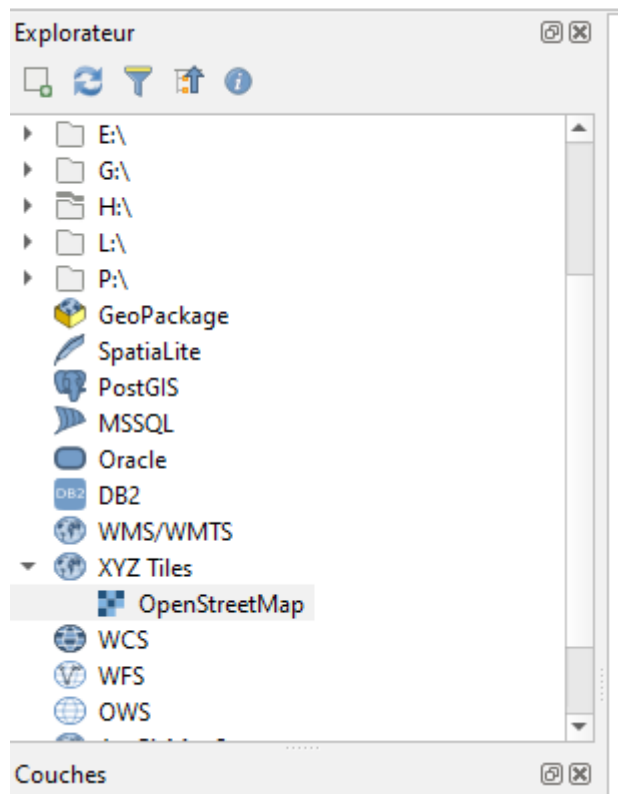 Explorateur
E:\
G:\
H:\
L:\
P:\
GeoPackage
SpatiaLite
PostGIS
MSSQL
Oracle
DB2 DB2
WMS/WMTS
XYZ Tiles
OpenStreetMap
WCS
WFS
OWS
Couches